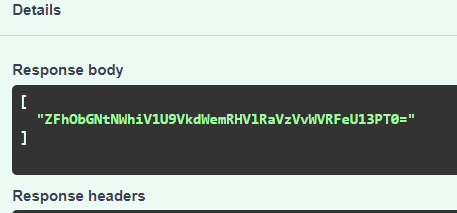 Details
Response body
[
"ZFhObGNtNWhiV1U9VkdWemRHV1RaVzVvWVRFeU13PT0="
]
Response headers